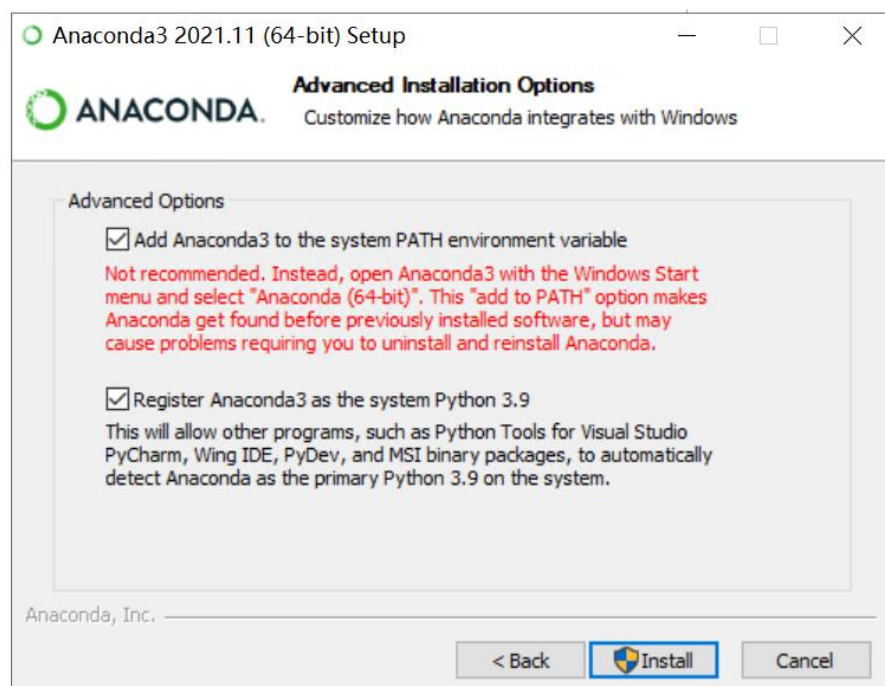 Anaconda3 2021.11 (64-bit) Setup
ANACONDA.
Advanced Installation Options
Customize how Anaconda integrates with Windows
Advanced Options
Add Anaconda3 to the system PATH environment variable
Not recommended. Instead, open Anaconda3 with the Windows Start
menu and select "Anaconda (64-bit)". This "add to PATH" option makes
Anaconda get found before previously installed software, but may
cause problems requiring you to uninstall and reinstall Anaconda.
Register Anaconda3 as the system Python 3.9
This will allow other programs, such as Python Tools for Visual Studio
PyCharm, Wing IDE, PyDev, and MSI binary packages, to automatically
detect Anaconda as the primary Python 3.9 on the system.
Anaconda, Inc.
< Back
Install
Cancel